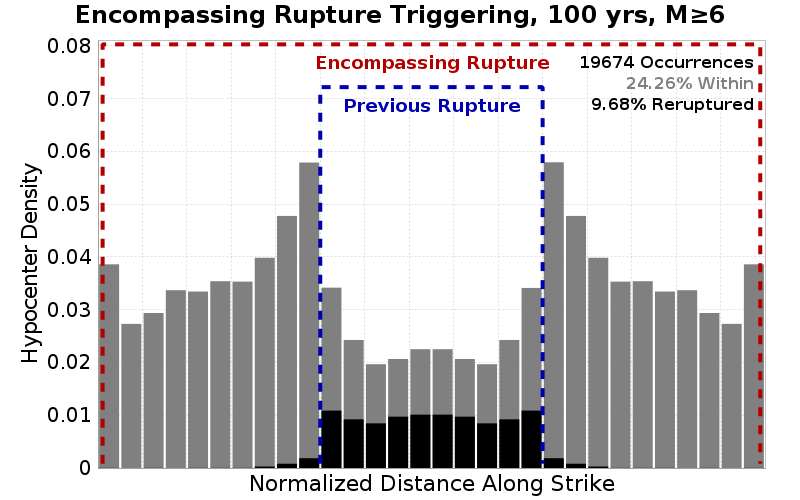 Encompassing Rupture Triggering, 100 yrs, M≥6
0.08
0.07
0.06
0.05
0.04
0.03
0.02
0.01
0
Hypocenter Density
Encompassing Rupture
Previous Rupture
19674 Occurrences
24.26% Within
9.68% Reruptured
Normalized Distance Along Strike